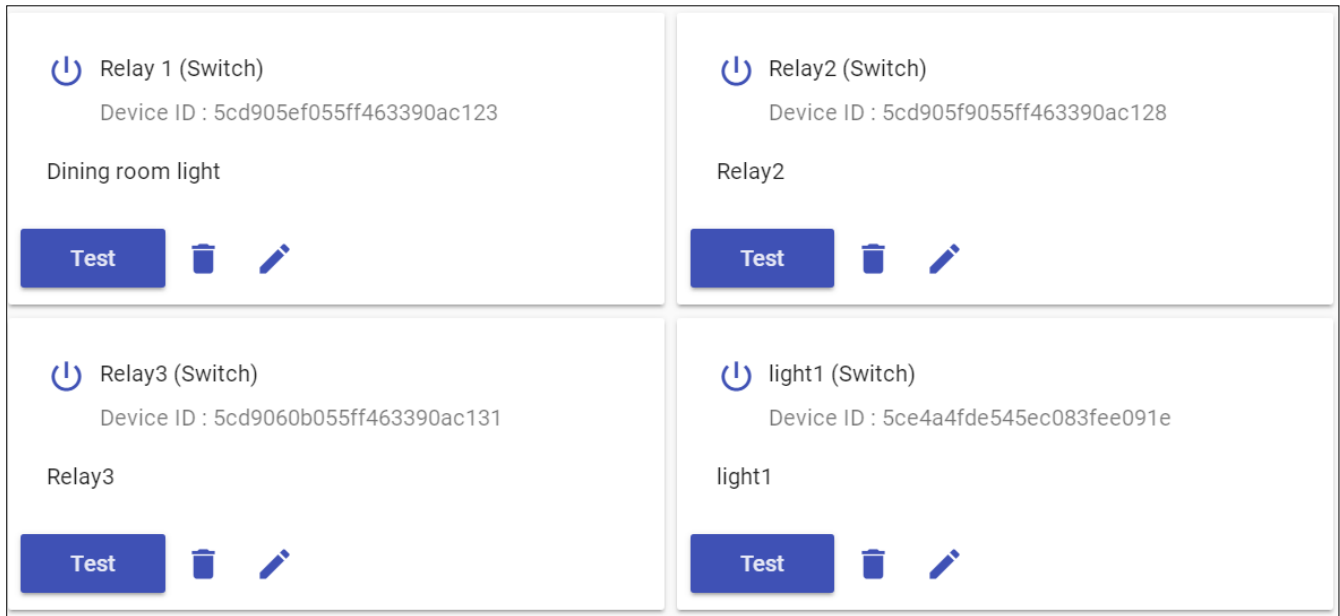 Relay 1 (Switch)
Device ID : 5cd905ef055ff463390ac123
Dining room light
Test
Relay2 (Switch)
Device ID : 5cd905f9055ff463390ac128
Relay2
Test
Relay3 (Switch)
Device ID : 5cd9060b055ff463390ac131
Relay3
Test
light1 (Switch)
Device ID : 5ce4a4fde545ec083fee091e
light1
Test